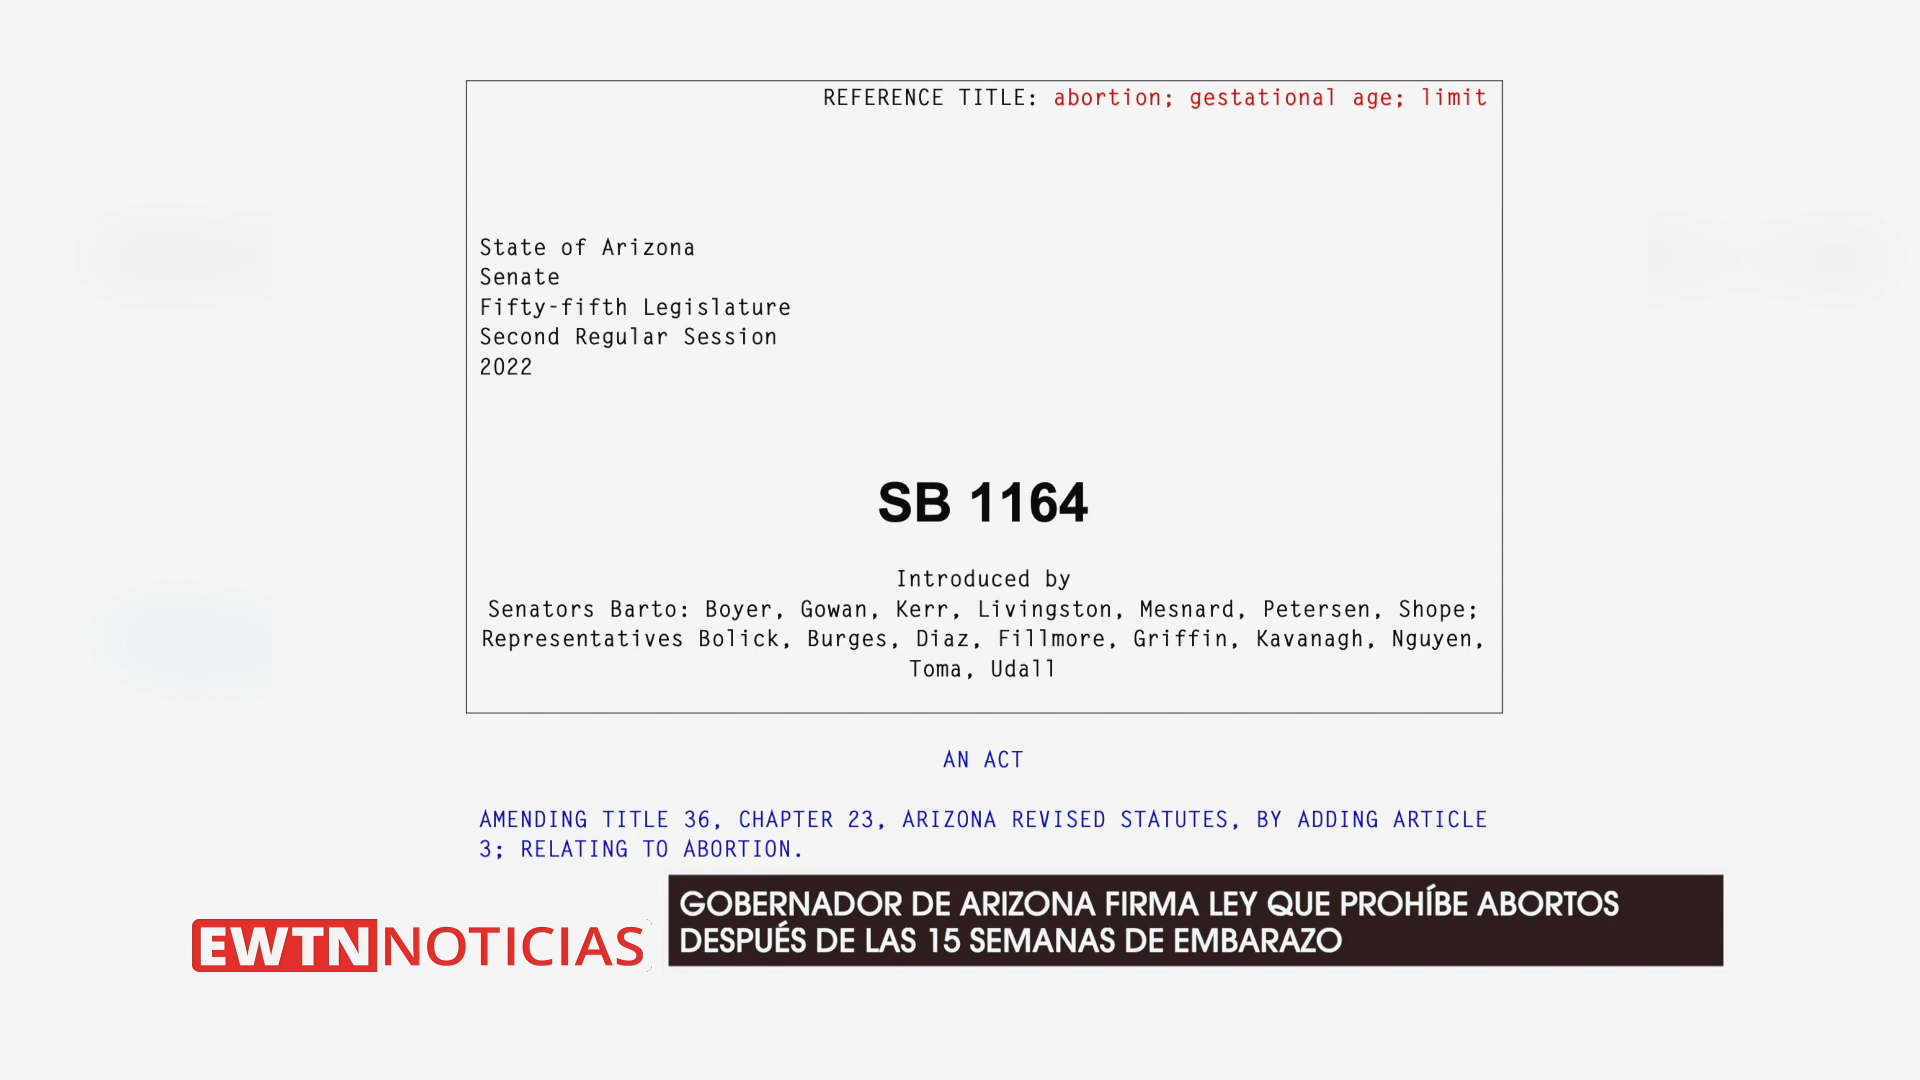 REFERENCE TITLE: abortion; gestational age; limit
State of Arizona
Senate
Fifty-fifth Legislature
Second Regular Session
2022
SB 1164
Introduced by
Senators Barto: Boyer, Gowan, Kerr, Livingston, Mesnard, Petersen, Shope;
Representatives Bolick, Burges, Diaz, Fillmore, Griffin, Kavanagh, Nguyen,
Toma, Udall
AN ACT
AMENDING TITLE 36, CHAPTER 23, ARIZONA REVISED STATUTES, BY ADDING ARTICLE
3; RELATING TO ABORTION.
EWTN NOTICIAS
GOBERNADOR DE ARIZONA FIRMA LEY QUE PROHÍBE ABORTOS
DESPUÉS DE LAS 15 SEMANAS DE EMBARAZO